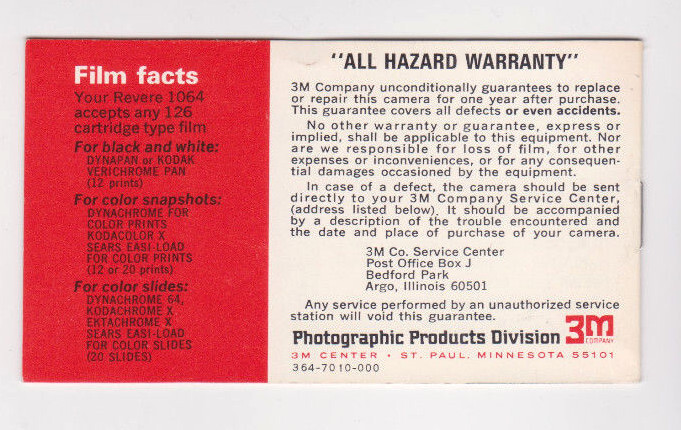 Film facts
Your Revere 1064
accepts any 126
cartridge type film
For black and white:
DYNAPAN or KODAK
VERICHROME PAN
(12 prints)
For color snapshots:
DYNACHROME FOR
COLOR PRINTS
KODACOLOR X
SEARS EASI-LOAD
FOR COLOR PRINTS
(12 or 20 prints)
For color slides:
DYNACHROME 64,
KODACHROME X
EKTACHROME X
SEARS EASI-LOAD
FOR COLOR SLIDES
(20 SLIDES)
"ALL HAZARD WARRANTY"
3M Company unconditionally guarantees to replace
or repair this camera for one year after purchase.
This guarantee covers all defects or even accidents.
No other warranty or guarantee, express or
implied, shall be applicable to this equipment. Nor
are we responsible for loss of film, for other
expenses or inconveniences, or for any consequen-
tial damages occasioned by the equipment.
In case of a defect, the camera should be sent
directly to your 3M Company Service Center,
(address listed below). It should be accompanied
by a description of the trouble encountered and
the date and place of purchase of your camera.
3M Co. Service Center
Post Office Box J
Bedford Park
Argo, Illinois 60501
Any service performed by an unauthorized service
station will void this guarantee.
Photographic Products Division 3M COMPANY
3M CENTER • ST. PAUL, MINNESOTA 55101
364-7010-000